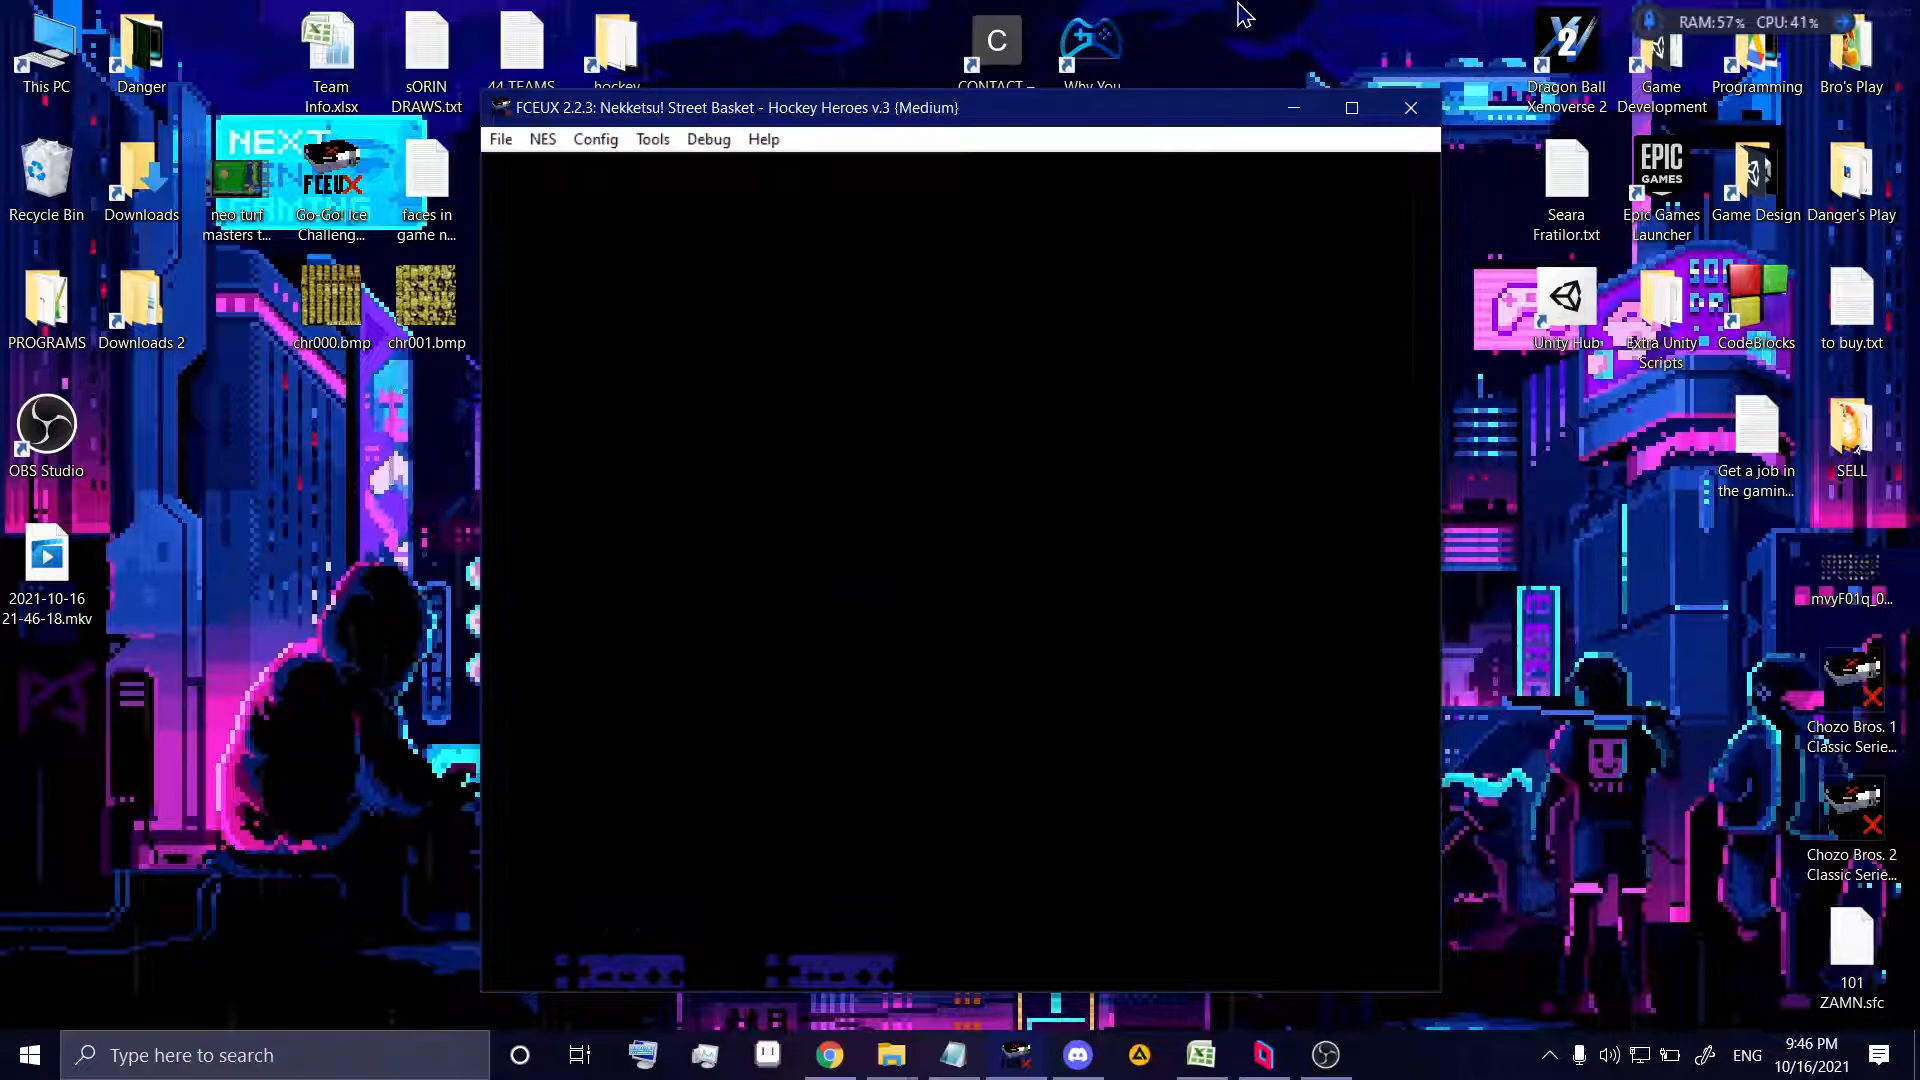 RAM:57% CPU:41%
This PC
Danger
Team
Info.xlsx
sORIN
DRAWS.txt
44 TEAMS
hockey
C
CONTACT –
Why You
2
Dragon Ball
Xenoverse 2
Game
Development
Programming
Bro's Play
FCEUX 2.2.3: Nekketsu! Street Basket - Hockey Heroes v.3 {Medium}
File NES Config Tools Debug Help
NEXT
FCEUX
EPIC
GAMES
Recycle Bin
Downloads
neo turf
masters t...
Go-Go! Ice
Challeng...
faces in
game n...
Seara
Fratilor.txt
Epic Games
Launcher
Game Design
Danger's Play
PROGRAMS
Downloads 2
chr000.bmp
chr001.bmp
Unity Hub
Extra Unity
Scripts
CodeBlocks
to buy.txt
OBS Studio
Get a job in
the gamin...
SELL
2021-10-16
21-46-18.mkv
mvyF01q_0...
Chozo Bros. 1
Classic Serie...
Chozo Bros. 2
Classic Serie...
101
ZAMN.sfc
Type here to search
ENG
9:46 PM
10/16/2021